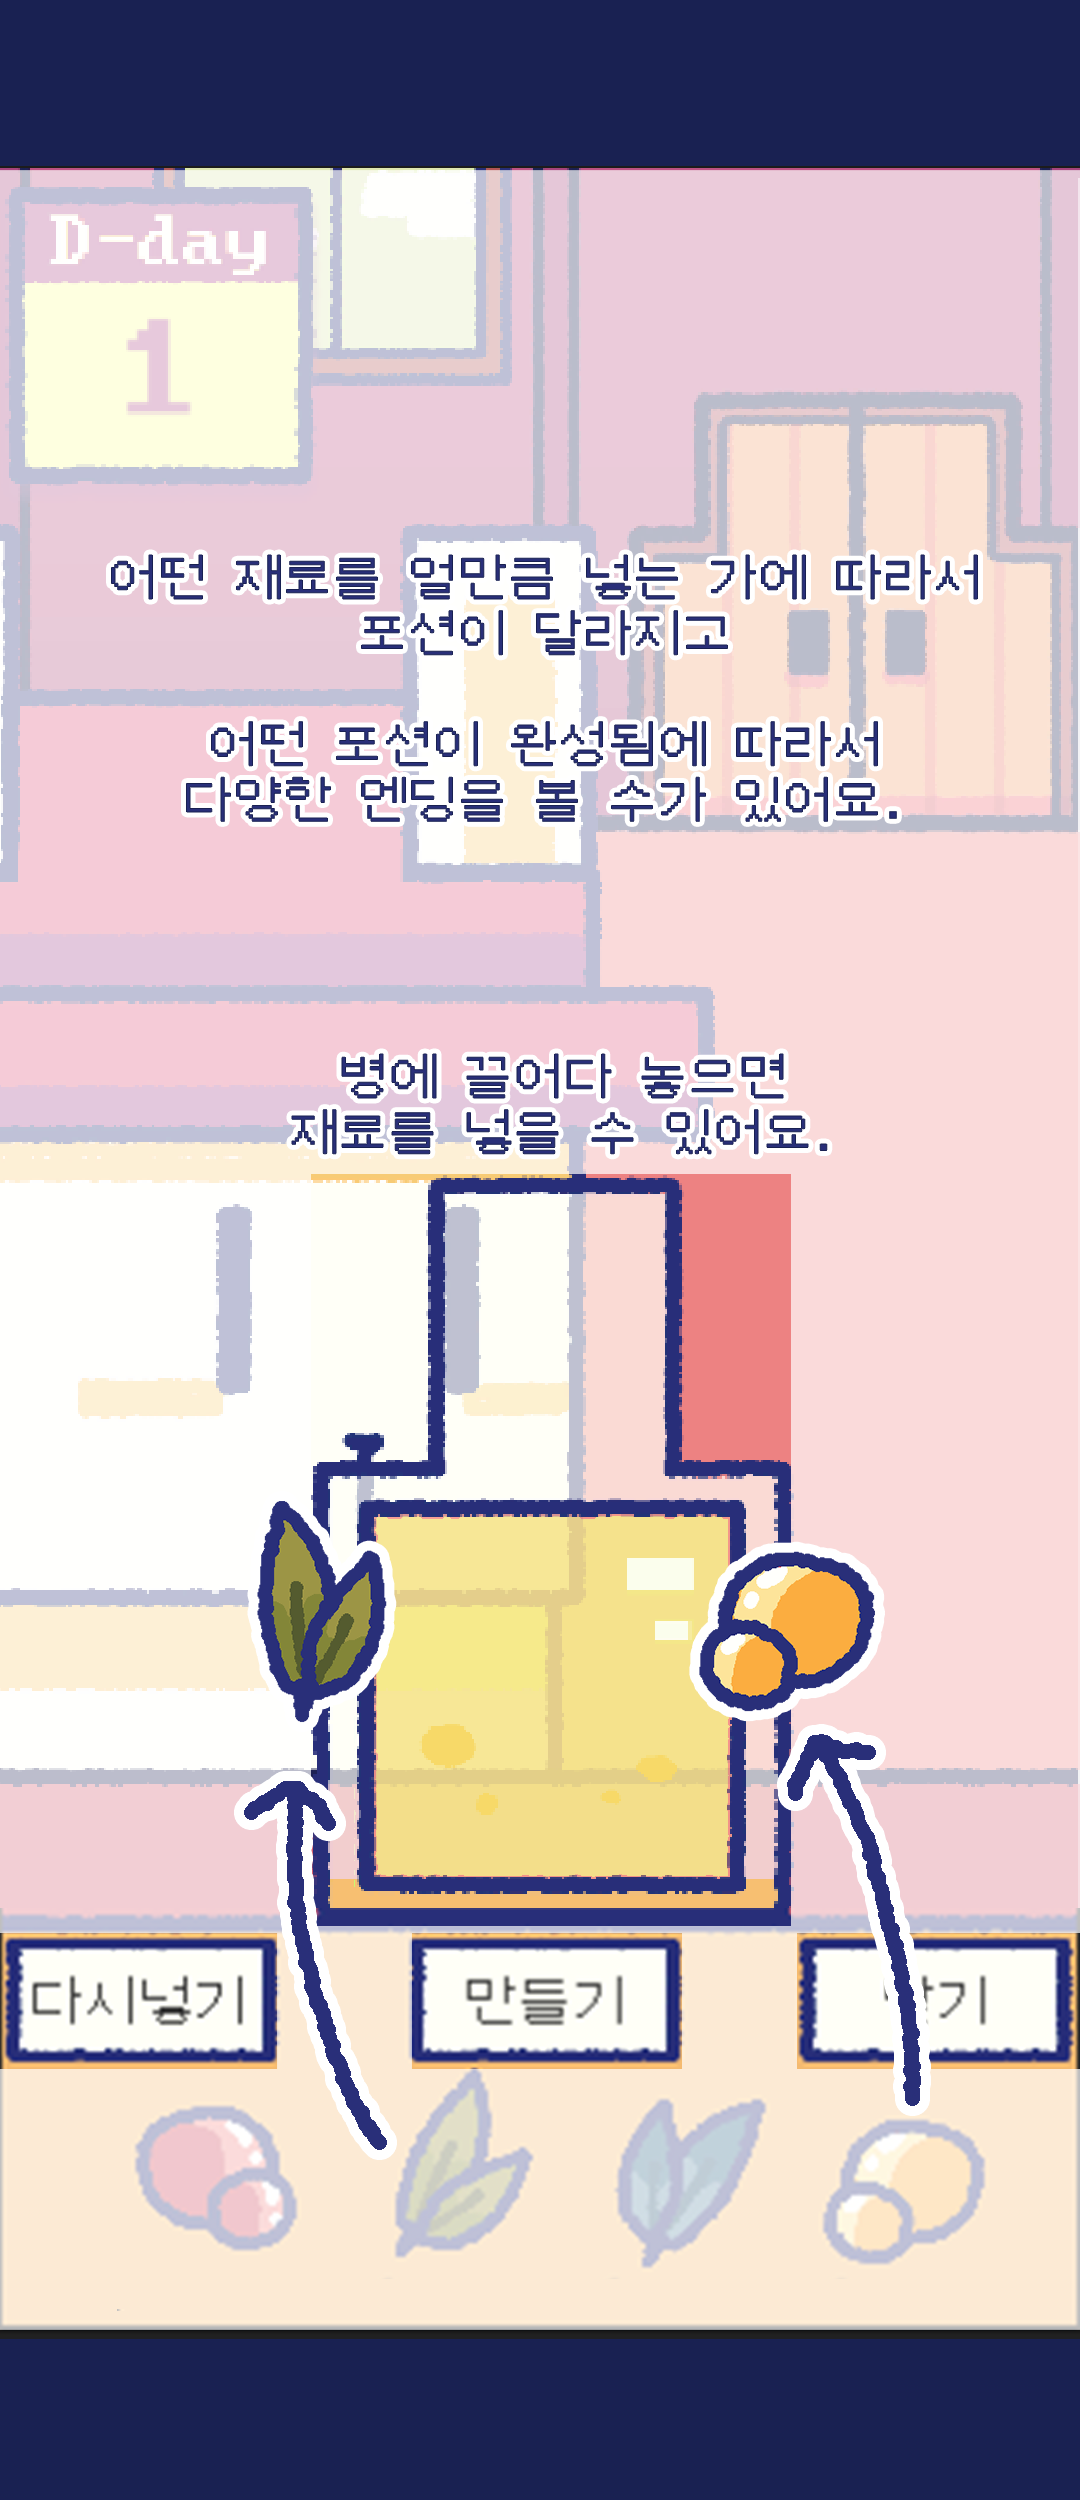 D-day
1
어떤 재료를 얼만큼 넣는 가에 따라서
포션이 달라지고
어떤 포션이 완성됨에 따라서
다양한 엔딩을 볼 수가 있어요.
병에 끌어다 놓으면
재료를 넣을 수 있어요.
다시넣기
만들기